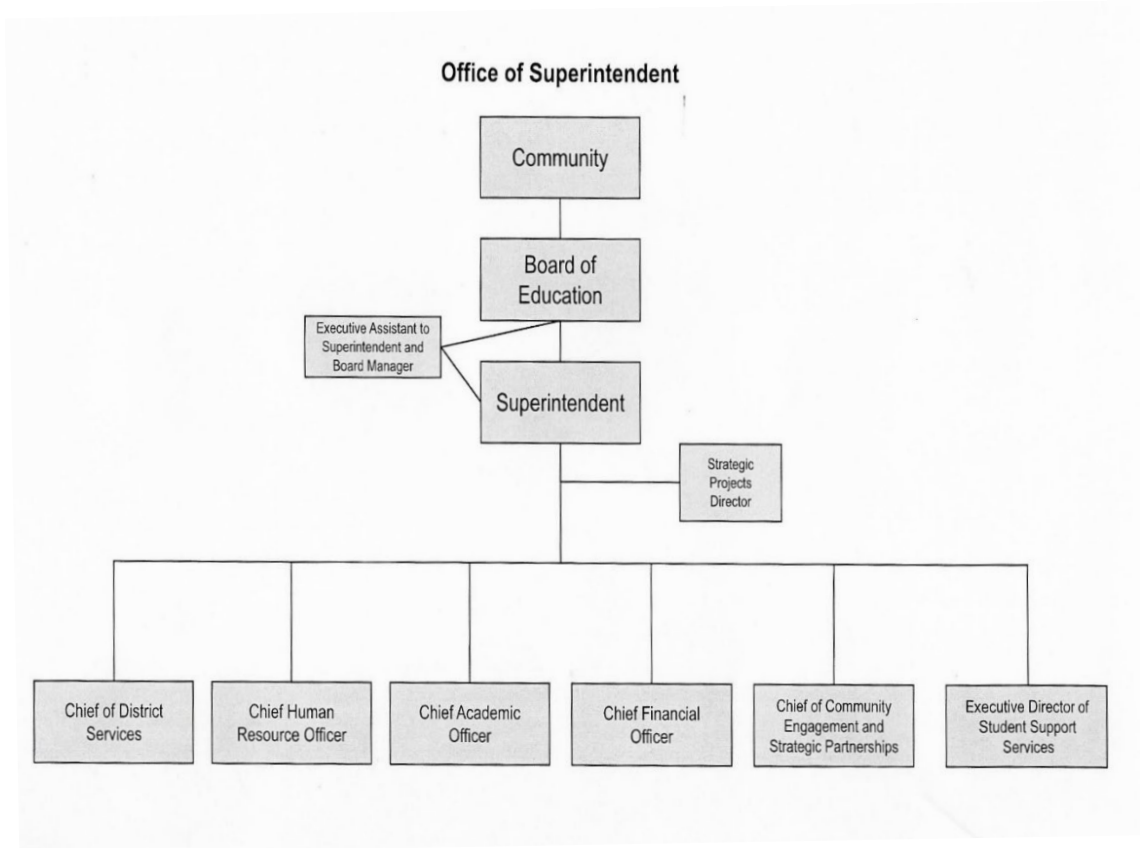 Office of Superintendent
Community
Board of
Education
Executive Assistant to
Superintendent and
Board Manager
Superintendent
Strategic
Projects
Director
Chief of District
Services
Chief Human
Resource Officer
Chief Academic
Officer
Chief Financial
Officer
Chief of Community
Engagement and
Strategic Partnerships
Executive Director of
Student Support
Services